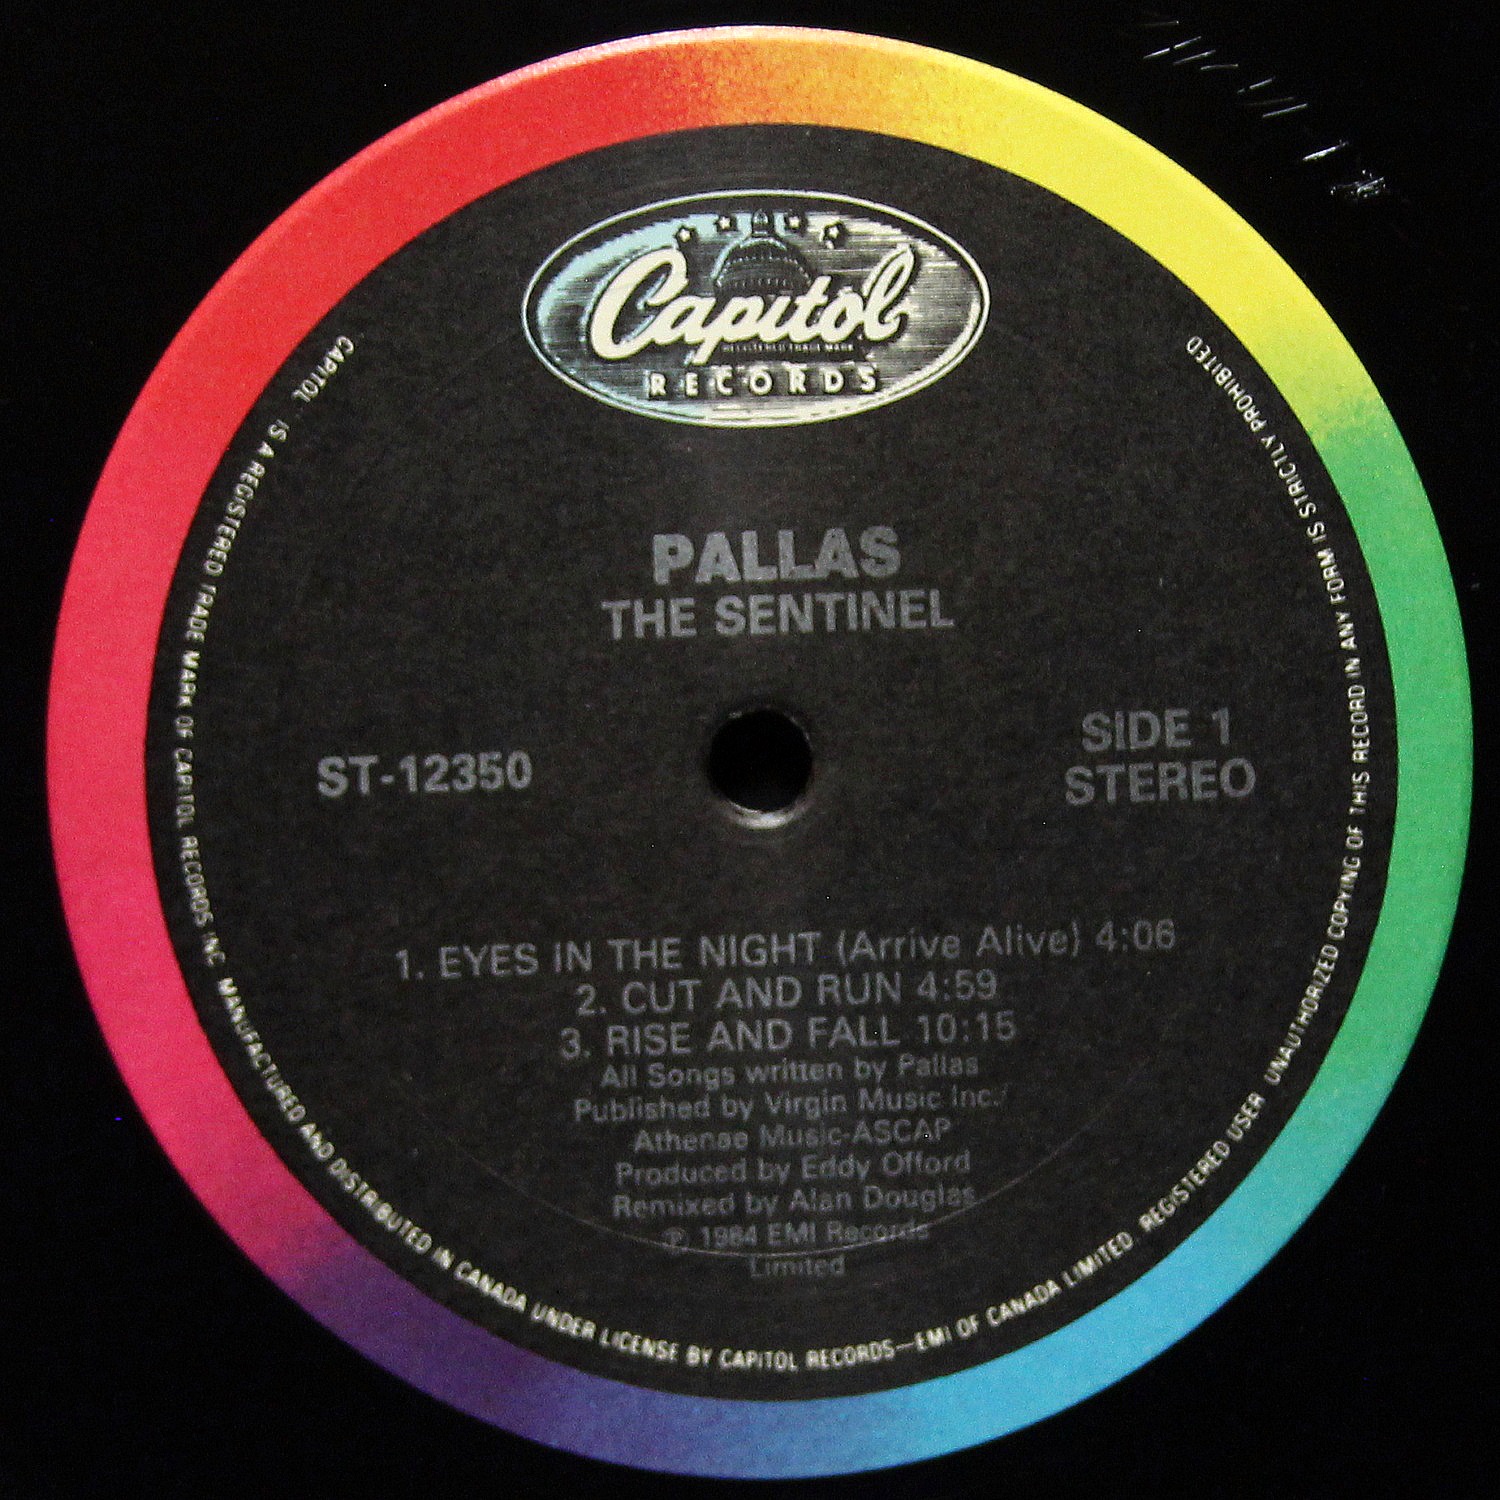 Capitol
REGISTERED TRADE MARK
RECORDS
PALLAS
THE SENTINEL
ST-12350
SIDE 1
STEREO
1. EYES IN THE NIGHT (Arrive Alive) 4:06
2. CUT AND RUN 4:59
3. RISE AND FALL 10:15
All Songs written by Pallas
Published by Virgin Music Inc./
Athenae Music-ASCAP
Produced by Eddy Offord
Remixed by Alan Douglas
℗ 1984 EMI Records
Limited
CAPITOL IS A REGISTERED TRADE MARK OF CAPITOL RECORDS INC. MANUFACTURED AND DISTRIBUTED IN CANADA UNDER LICENSE BY CAPITOL RECORDS—EMI OF CANADA LIMITED. REGISTERED USER UNAUTHORIZED COPYING OF THIS RECORD IN ANY FORM IS STRICTLY PROHIBITED